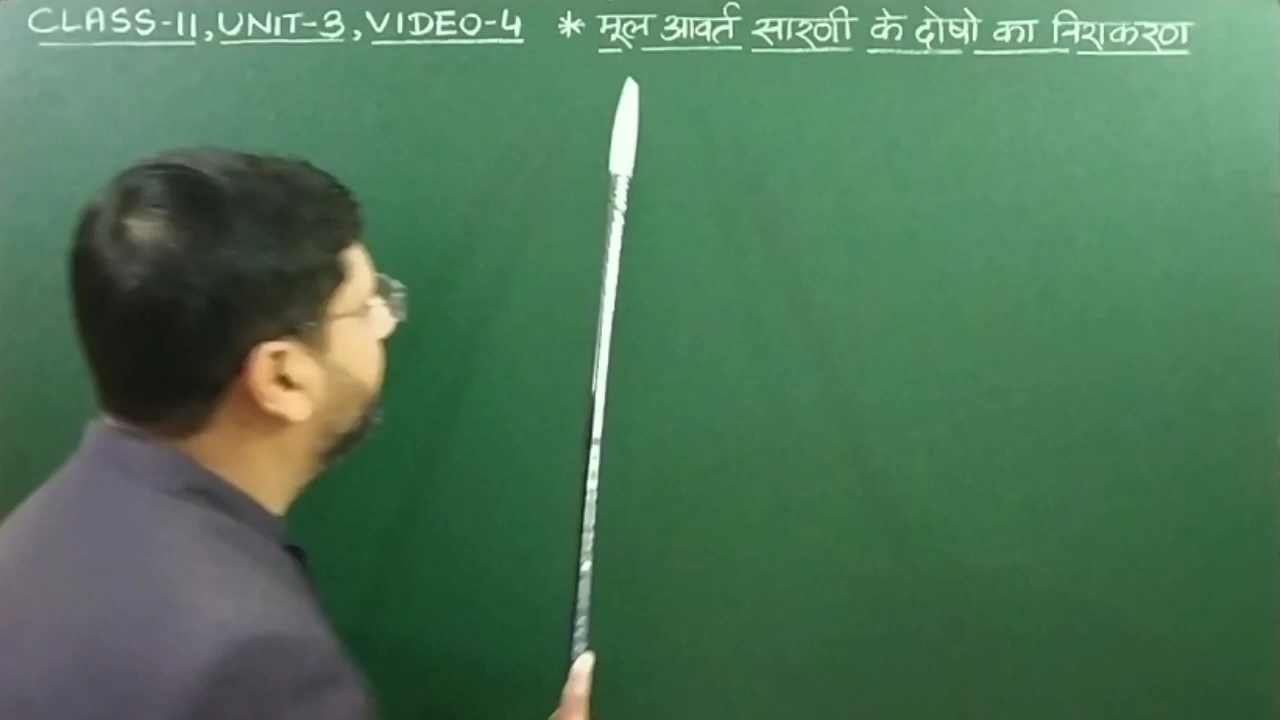 CLASS-11, UNIT-3, VIDEO-4 * मूल आवर्त सारणी के दोषो का निराकरण